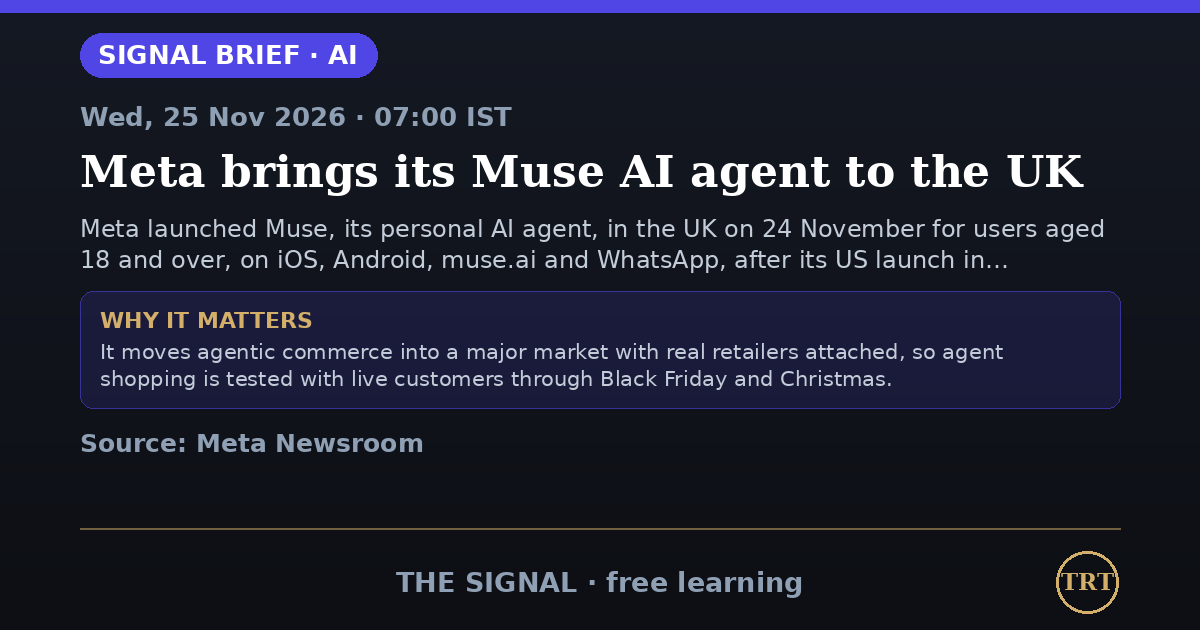 SIGNAL BRIEF · AI
Wed, 25 Nov 2026 · 07:00 IST
Meta brings its Muse AI agent to the UK
Meta launched Muse, its personal AI agent, in the UK on 24 November for users aged
18 and over, on iOS, Android, muse.ai and WhatsApp, after its US launch in…
WHY IT MATTERS
It moves agentic commerce into a major market with real retailers attached, so agent
shopping is tested with live customers through Black Friday and Christmas.
Source: Meta Newsroom
THE SIGNAL · free learning
TRT